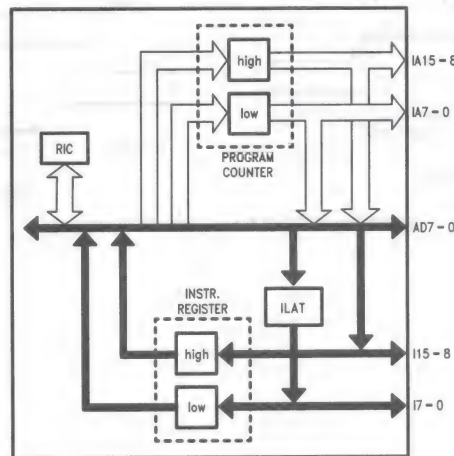 high
IA15-8
low
IA7-0
RIC
PROGRAM
COUNTER
AD7-0
INSTR.
REGISTER
ILAT
high
I15-8
low
I7-0